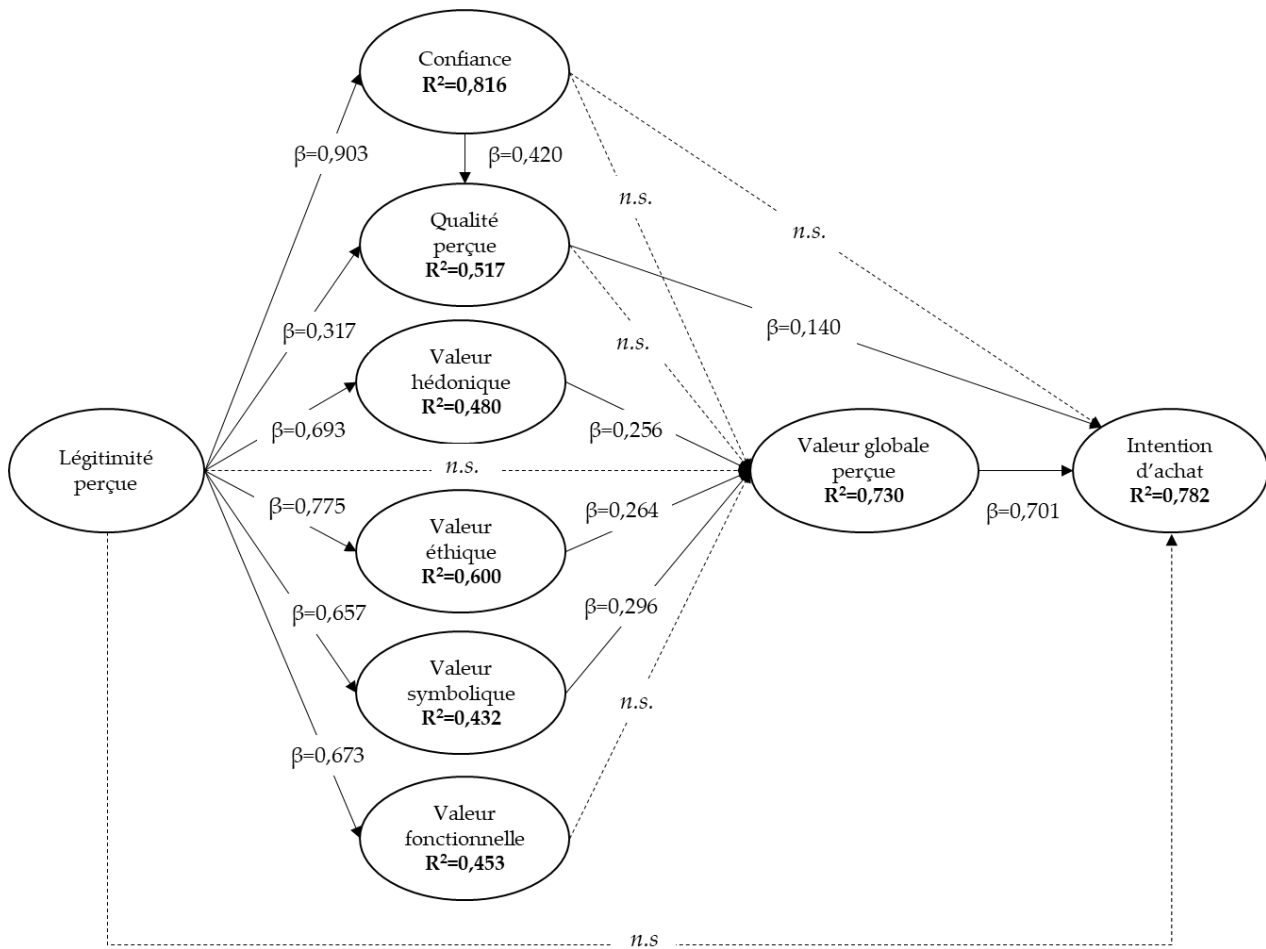 Confiance
R²=0,816
β=0,903
β=0,420
n.s.
n.s.
Qualité
perçue
R²=0,517
β=0,317
n.s.
β=0,140
Valeur
hédonique
R²=0,480
β=0,693
β=0,256
Légitimité
perçue
n.s.
Valeur globale
perçue
R²=0,730
β=0,701
Intention
d'achat
R²=0,782
β=0,775
β=0,264
Valeur
éthique
R²=0,600
β=0,657
β=0,296
Valeur
symbolique
R²=0,432
n.s.
β=0,673
Valeur
fonctionnelle
R²=0,453
n.s